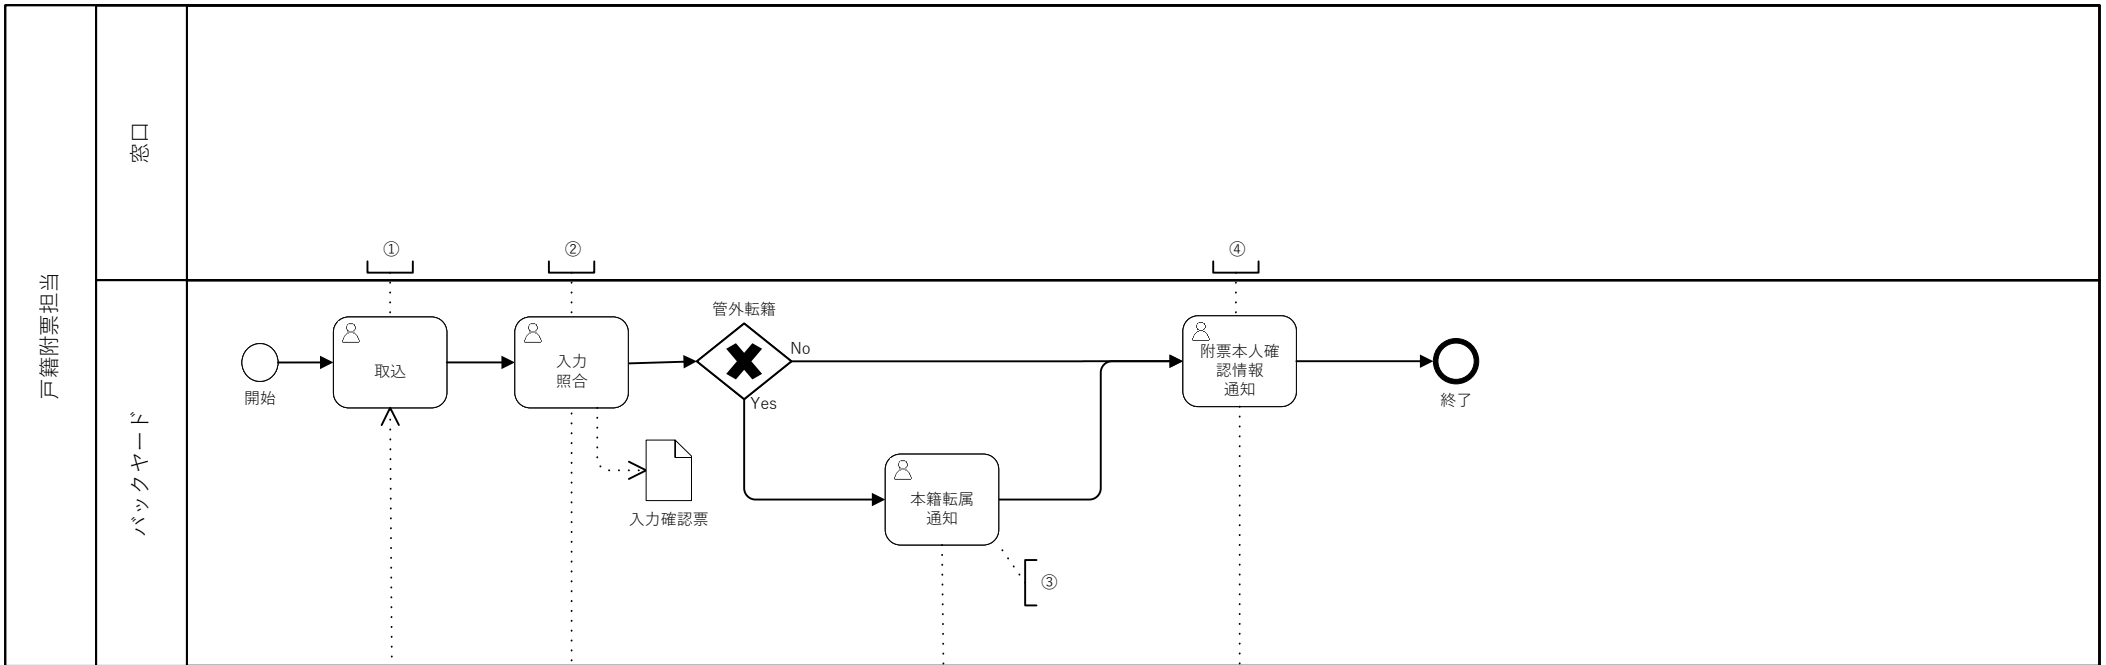 戸籍附票担当
窓口
バックヤード
①
②
④
管外転籍
No
Yes
開始
取込
入力
照合
入力確認票
本籍転属
通知
③
附票本人確
認情報
通知
終了